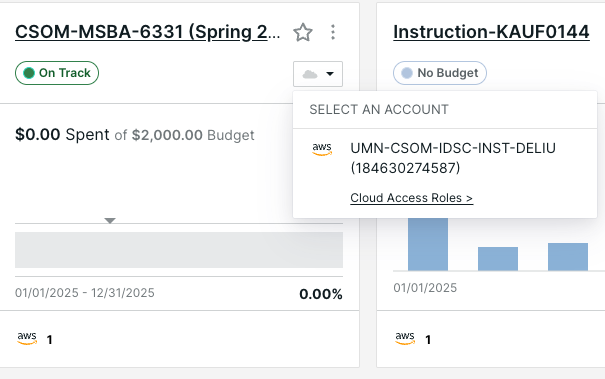 CSOM-MSBA-6331 (Spring 2...
Instruction-KAUF0144
On Track
No Budget
SELECT AN ACCOUNT
$0.00 Spent of $2,000.00 Budget
aws
UMN-CSOM-IDSC-INST-DELIU
(184630274587)
Cloud Access Roles >
01/01/2025 - 12/31/2025
0.00%
01/01/2025
aws 1
aws 1